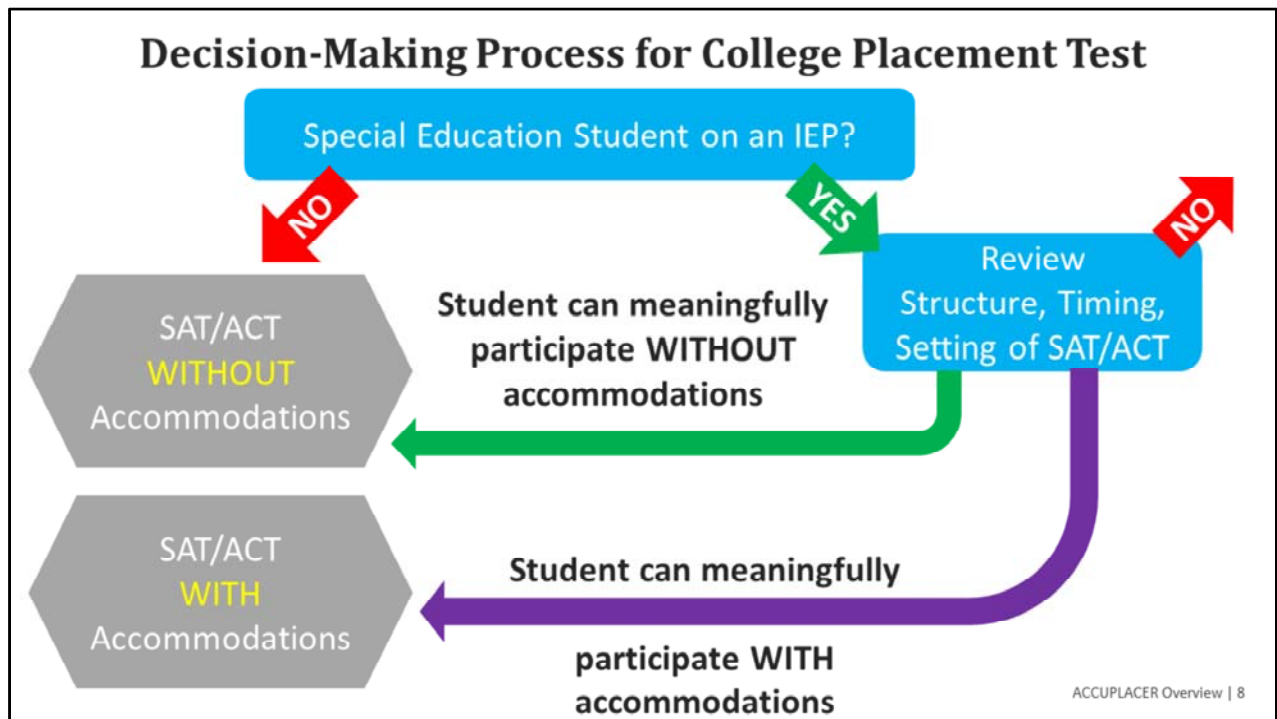 Decision-Making Process for College Placement Test
Special Education Student on an IEP?
NO
YES
NO
Review
Structure, Timing,
Setting of SAT/ACT
Student can meaningfully
participate WITHOUT
accommodations
SAT/ACT
WITHOUT
Accommodations
SAT/ACT
WITH
Accommodations
Student can meaningfully
participate WITH
accommodations
ACCUPLACER Overview | 8